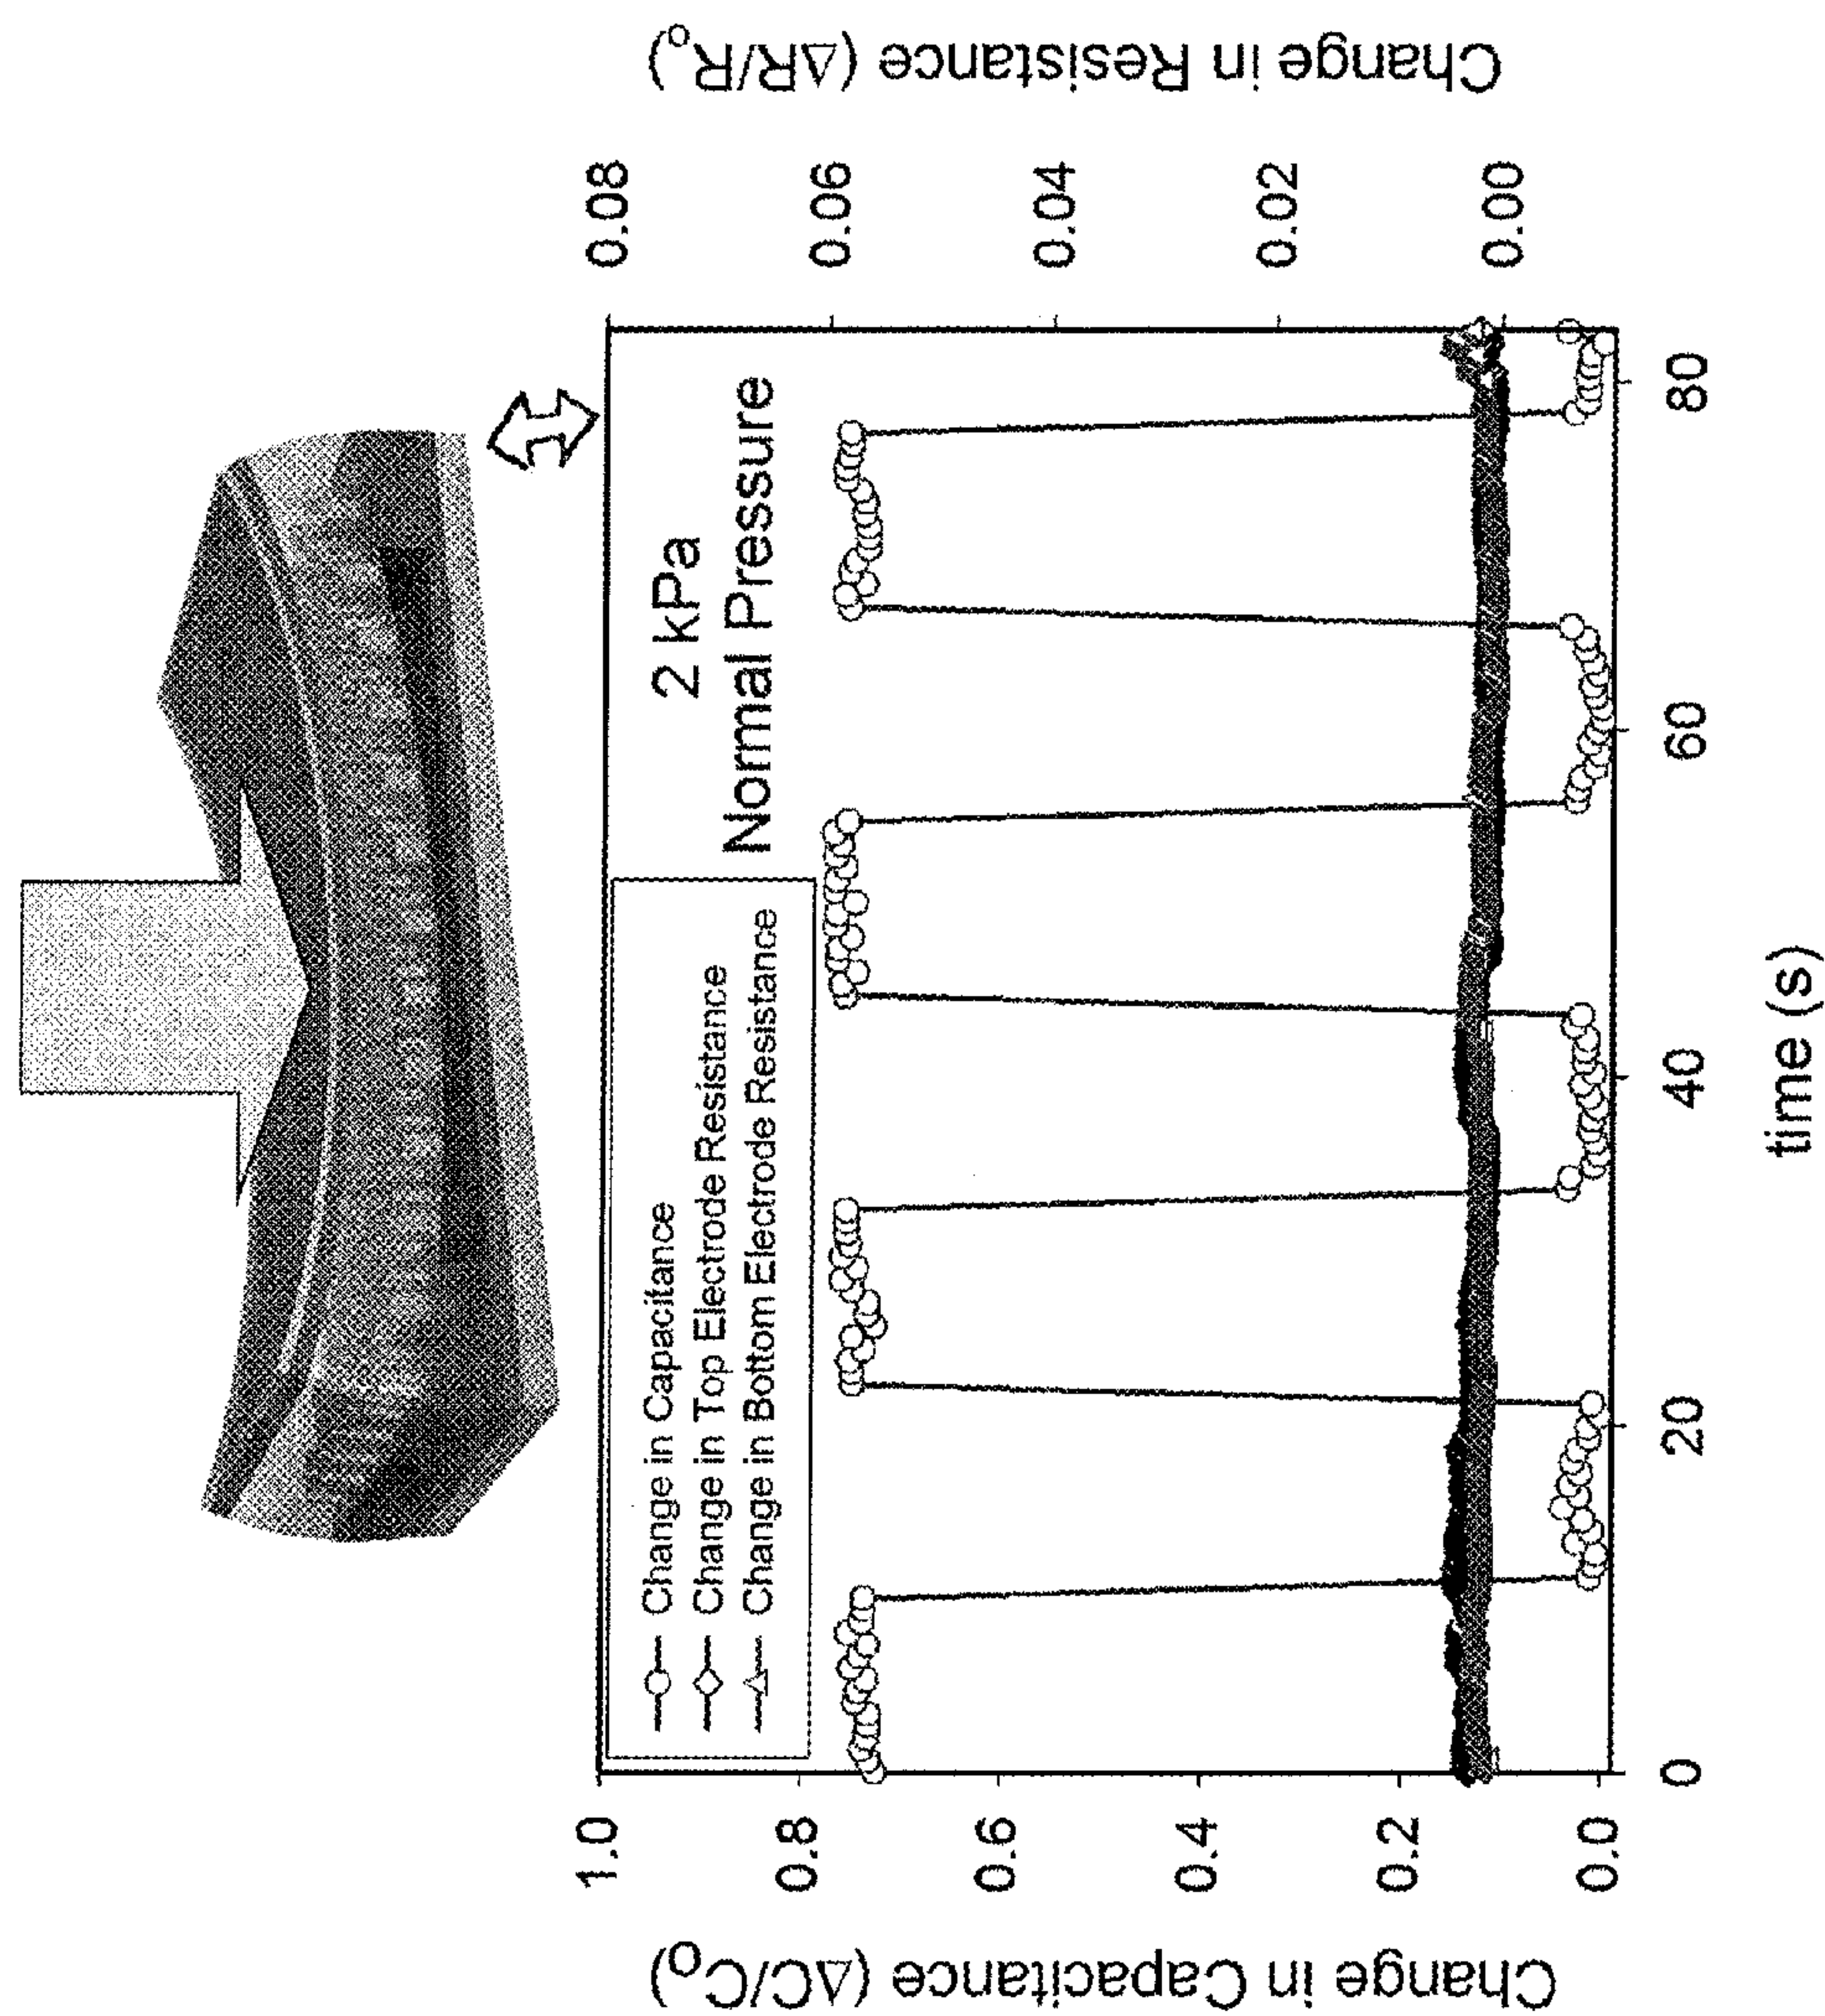 2 kPa
Normal Pressure
Change in Capacitance
Change in Top Electrode Resistance
Change in Bottom Electrode Resistance
Change in Capacitance (ΔC/C₀)
1.0
0.8
0.6
0.4
0.2
0.0
Change in Resistance (ΔR/R₀)
0.08
0.06
0.04
0.02
0.00
0 20 40 60 80
time (s)